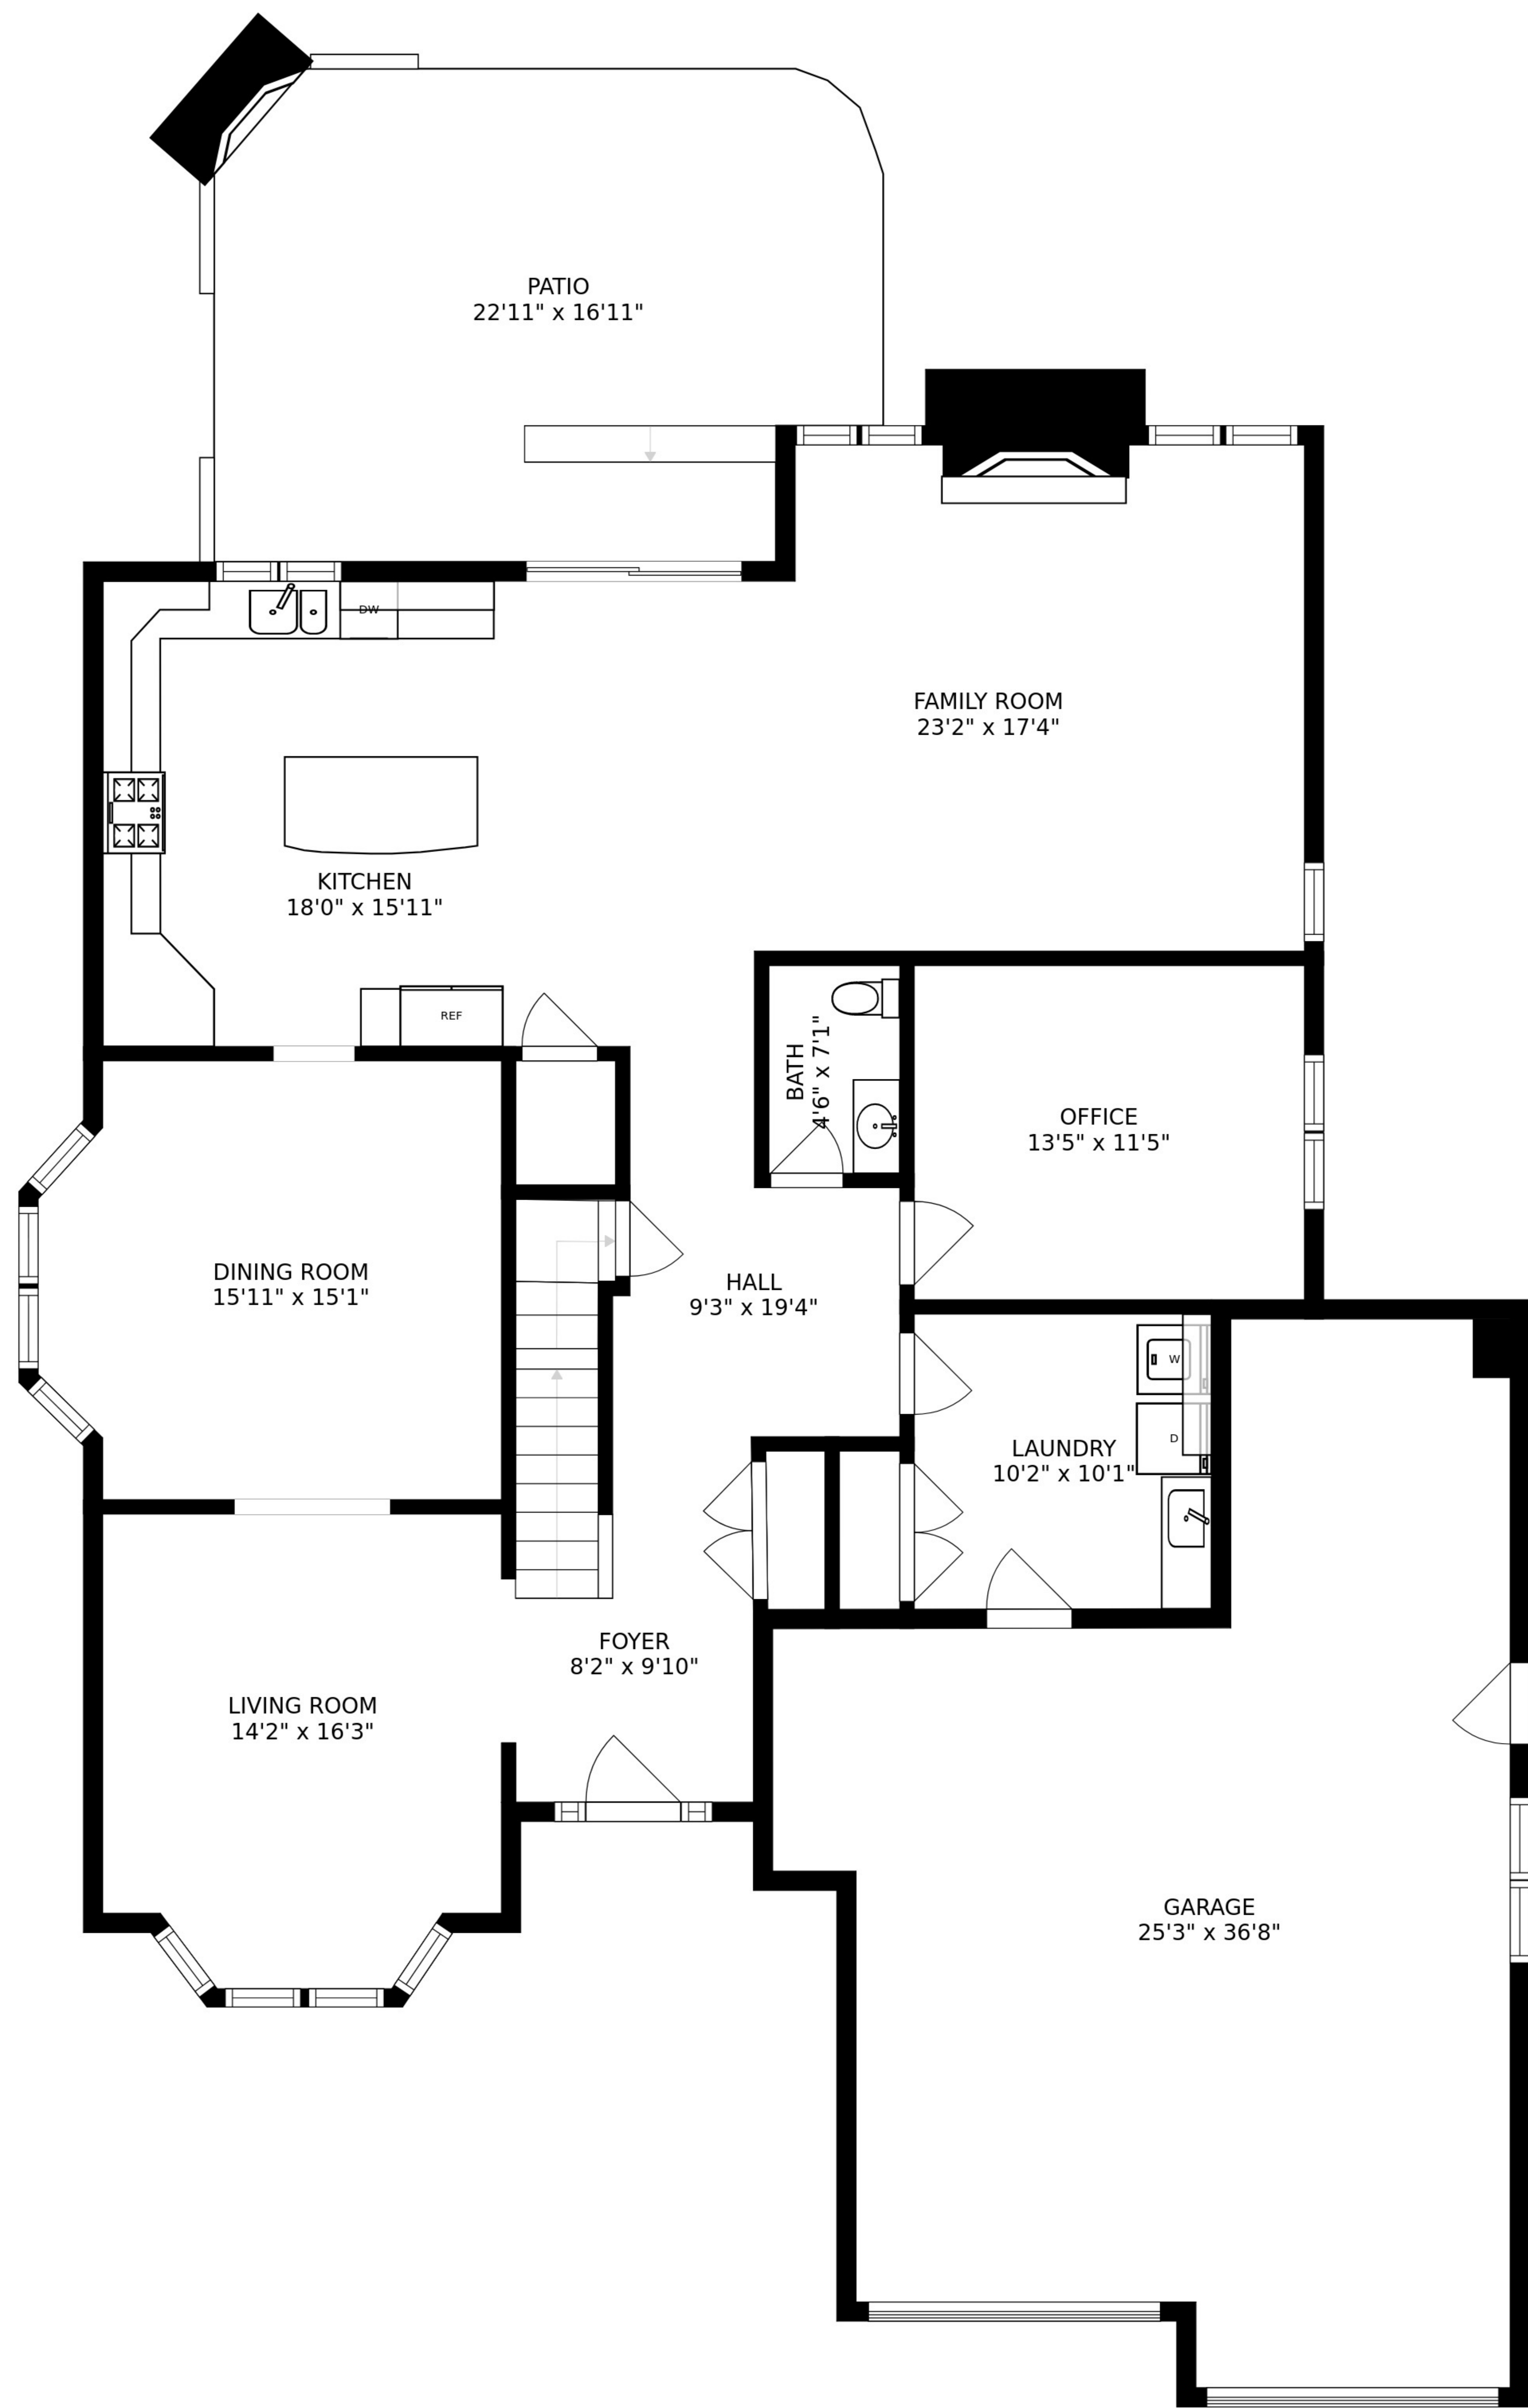 PATIO
22'11" x 16'11"
DW
FAMILY ROOM
23'2" x 17'4"
KITCHEN
18'0" x 15'11"
REF
BATH
4'6" x 7'1"
OFFICE
13'5" x 11'5"
DINING ROOM
15'11" x 15'1"
HALL
9'3" x 19'4"
W
D
LAUNDRY
10'2" x 10'1"
FOYER
8'2" x 9'10"
LIVING ROOM
14'2" x 16'3"
GARAGE
25'3" x 36'8"